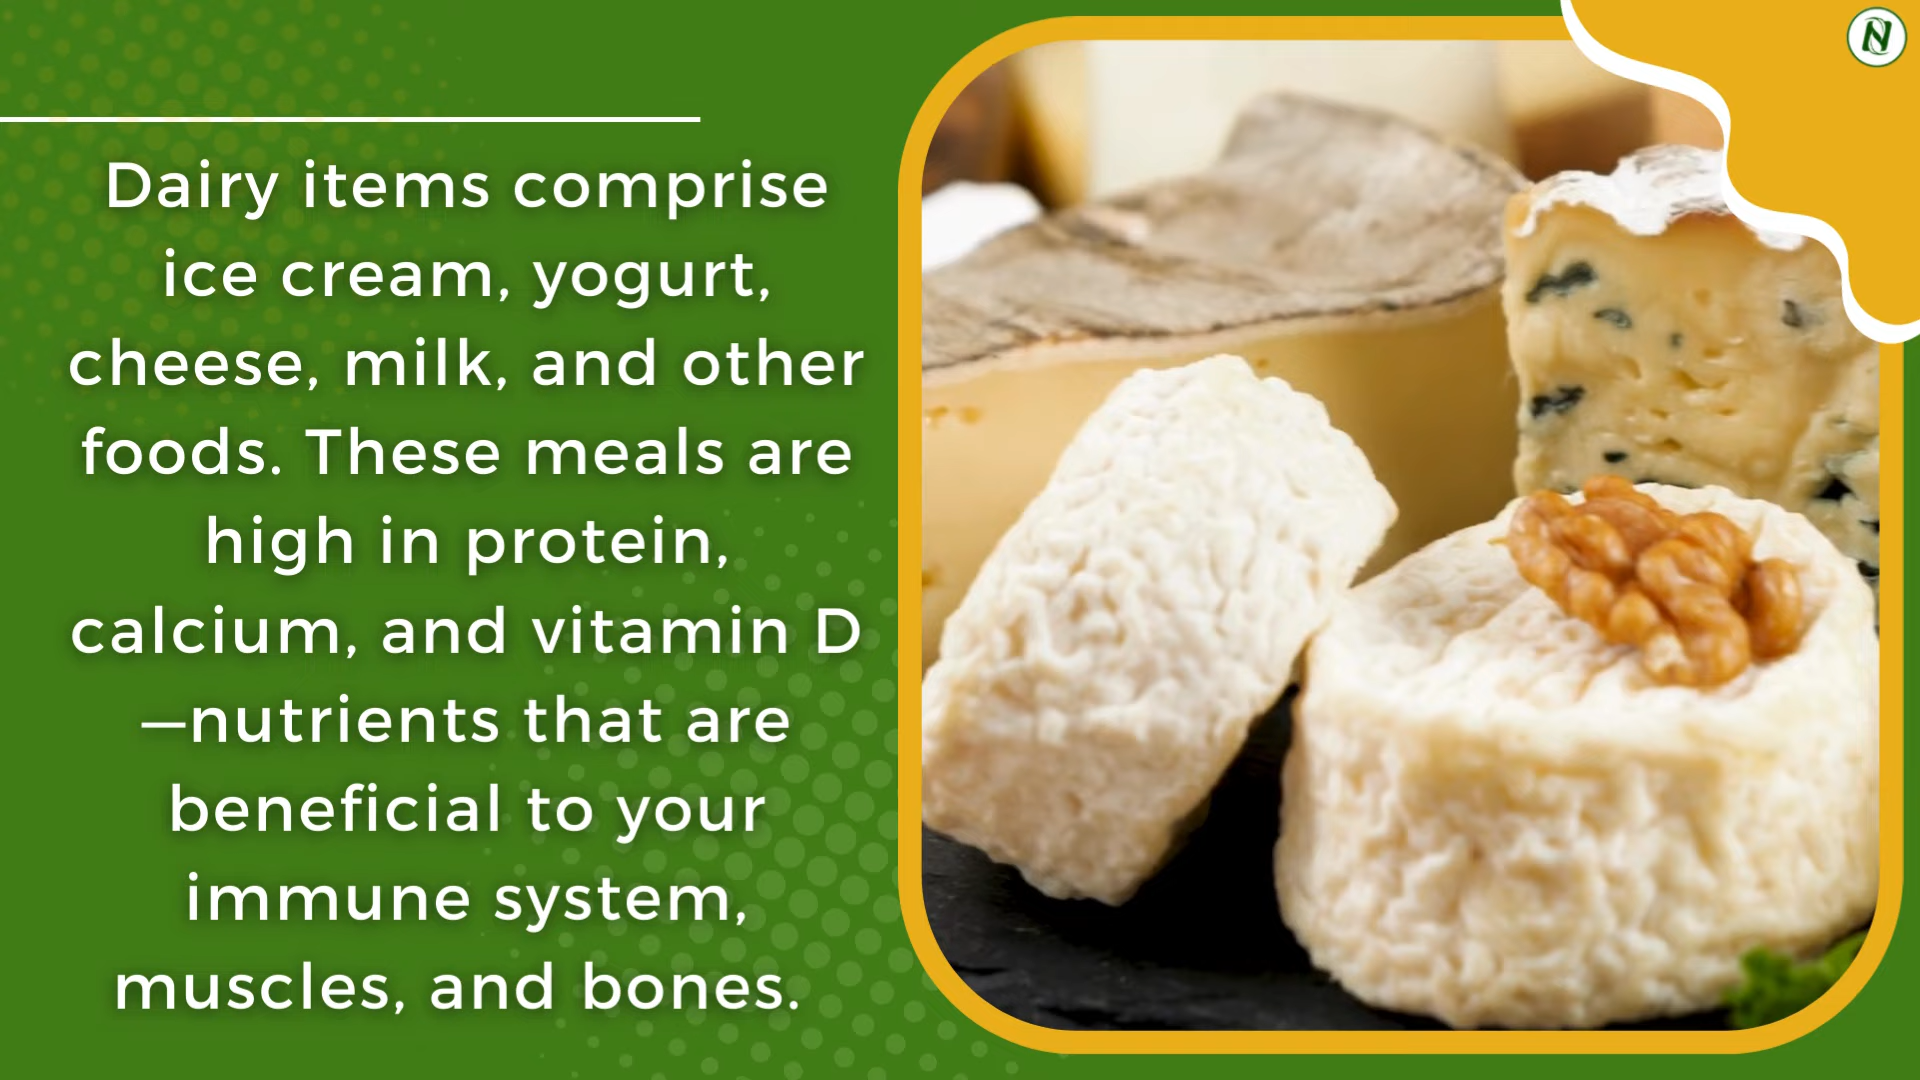 Dairy items comprise
ice cream, yogurt,
cheese, milk, and other
foods. These meals are
high in protein,
calcium, and vitamin D
—nutrients that are
beneficial to your
immune system,
muscles, and bones.
N